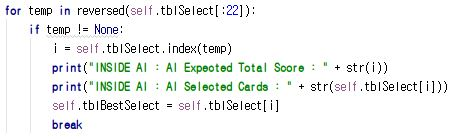 for temp in reversed(self.tblSelect[:22]):
    if temp != None:
        i = self.tblSelect.index(temp)
        print("INSIDE AI : AI Expected Total Score : " + str(i))
        print("INSIDE AI : AI Selected Cards : " + str(self.tblSelect[i]))
        self.tblBestSelect = self.tblSelect[i]
        break